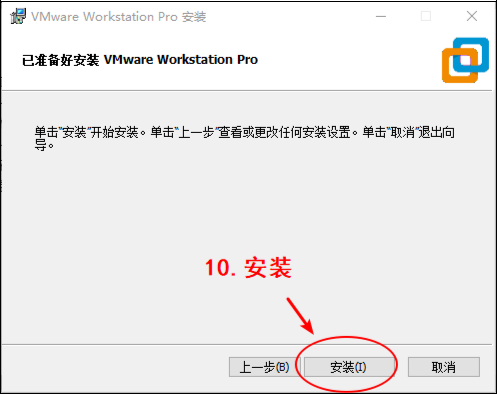 VMware Workstation Pro 安装
已准备好安装 VMware Workstation Pro
单击“安装”开始安装。单击“上一步”查看或更改任何安装设置。单击“取消”退出向
导。
10. 安装
上一步(B) 安装(I) 取消